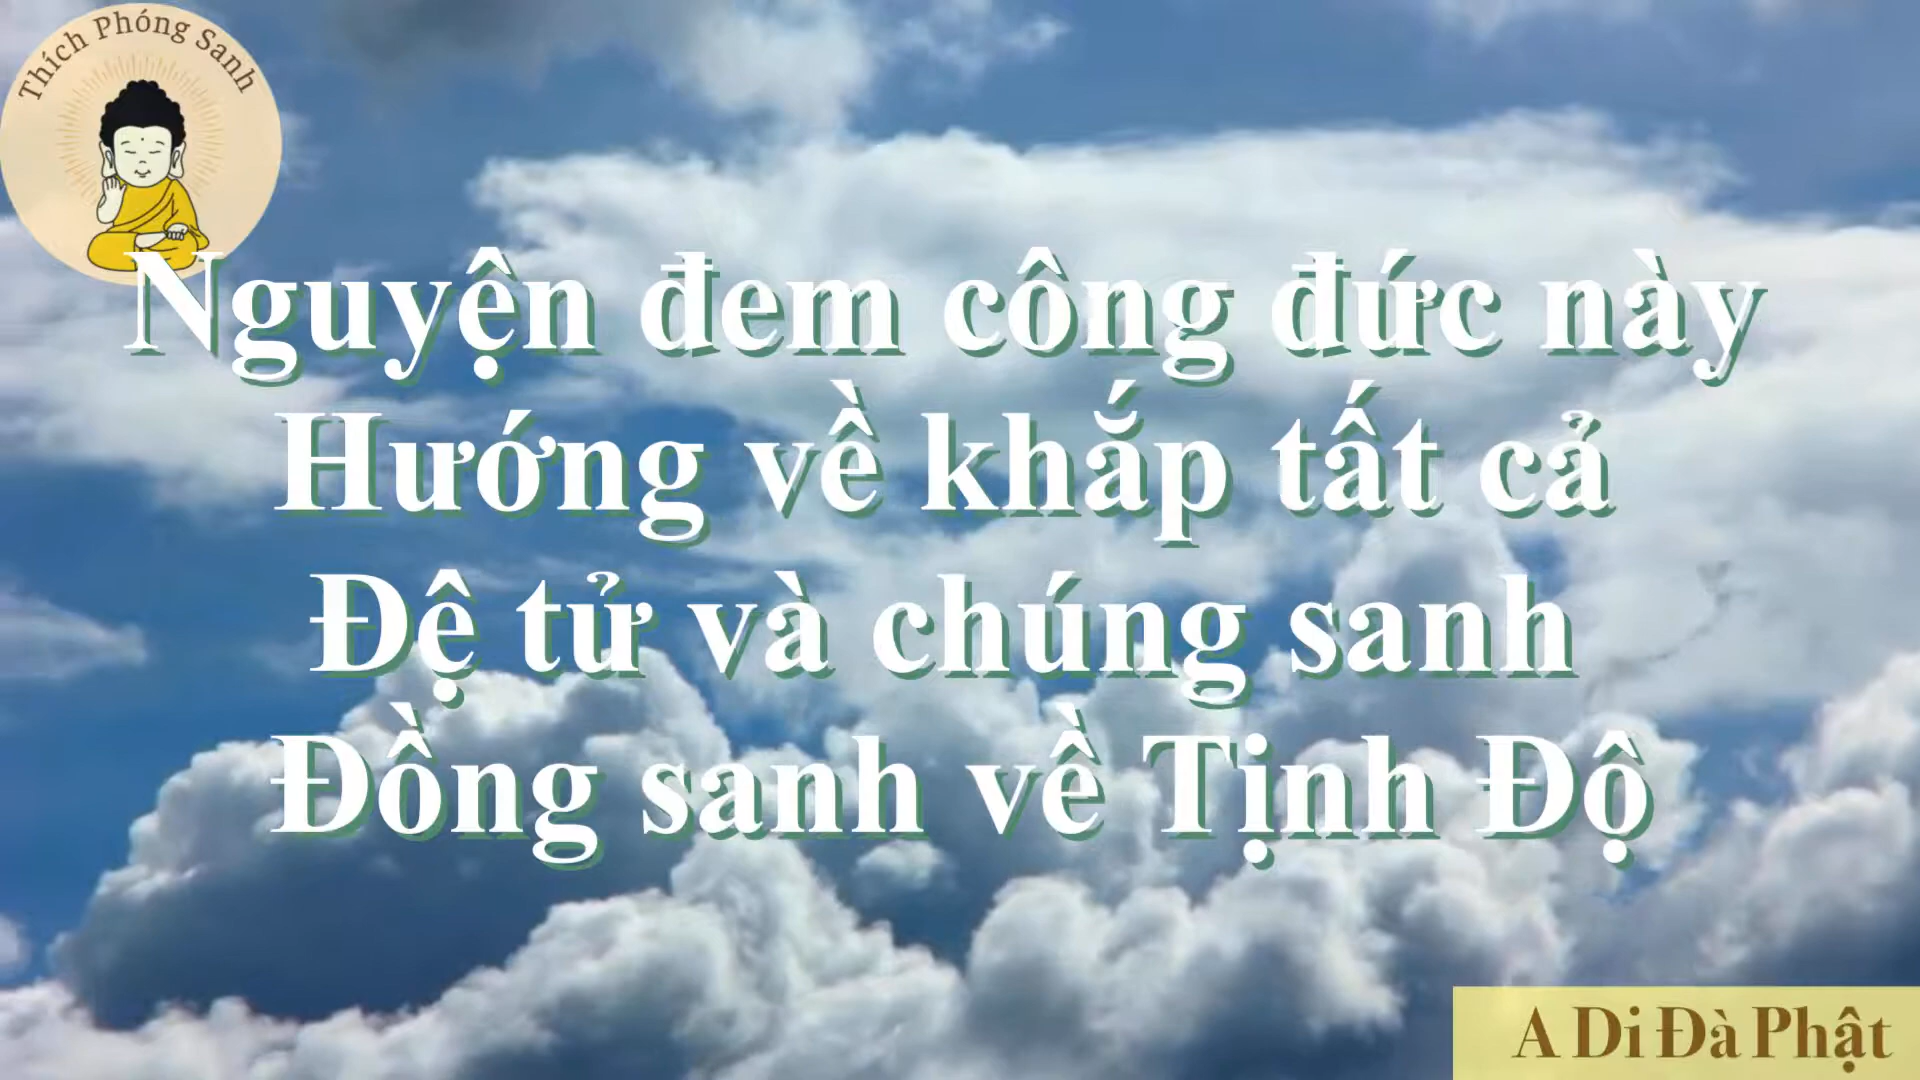 Thích Phóng Sanh
Nguyện đem công đức này
Hướng về khắp tất cả
Đệ tử và chúng sanh
Đồng sanh về Tịnh Độ
A Di Đà Phật